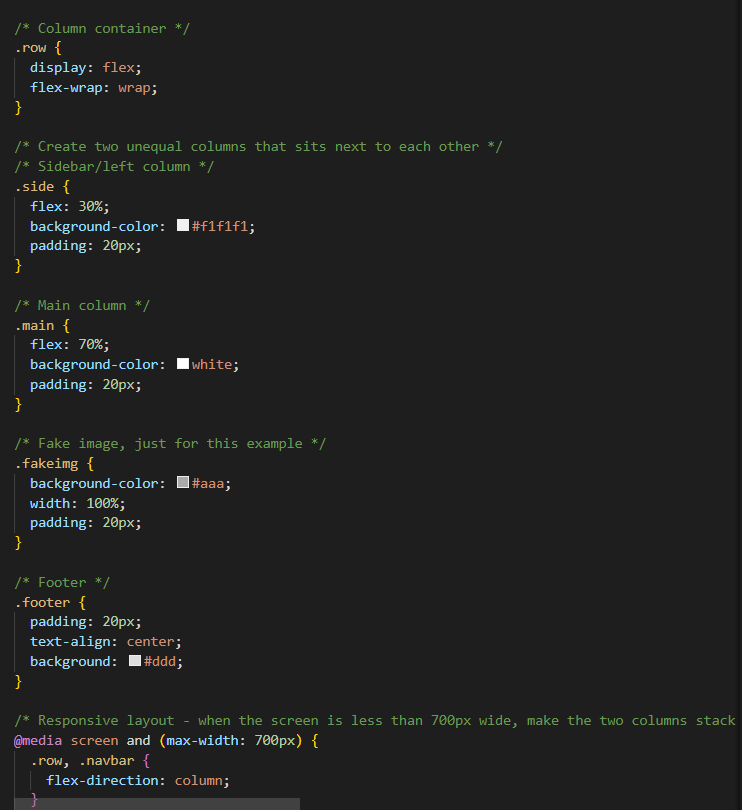 /* Column container */
.row {
  display: flex;
  flex-wrap: wrap;
}

/* Create two unequal columns that sits next to each other */
/* Sidebar/left column */
.side {
  flex: 30%;
  background-color: #f1f1f1;
  padding: 20px;
}

/* Main column */
.main {
  flex: 70%;
  background-color: white;
  padding: 20px;
}

/* Fake image, just for this example */
.fakeimg {
  background-color: #aaa;
  width: 100%;
  padding: 20px;
}

/* Footer */
.footer {
  padding: 20px;
  text-align: center;
  background: #ddd;
}

/* Responsive layout - when the screen is less than 700px wide, make the two columns stack
@media screen and (max-width: 700px) {
  .row, .navbar {
    flex-direction: column;
  }